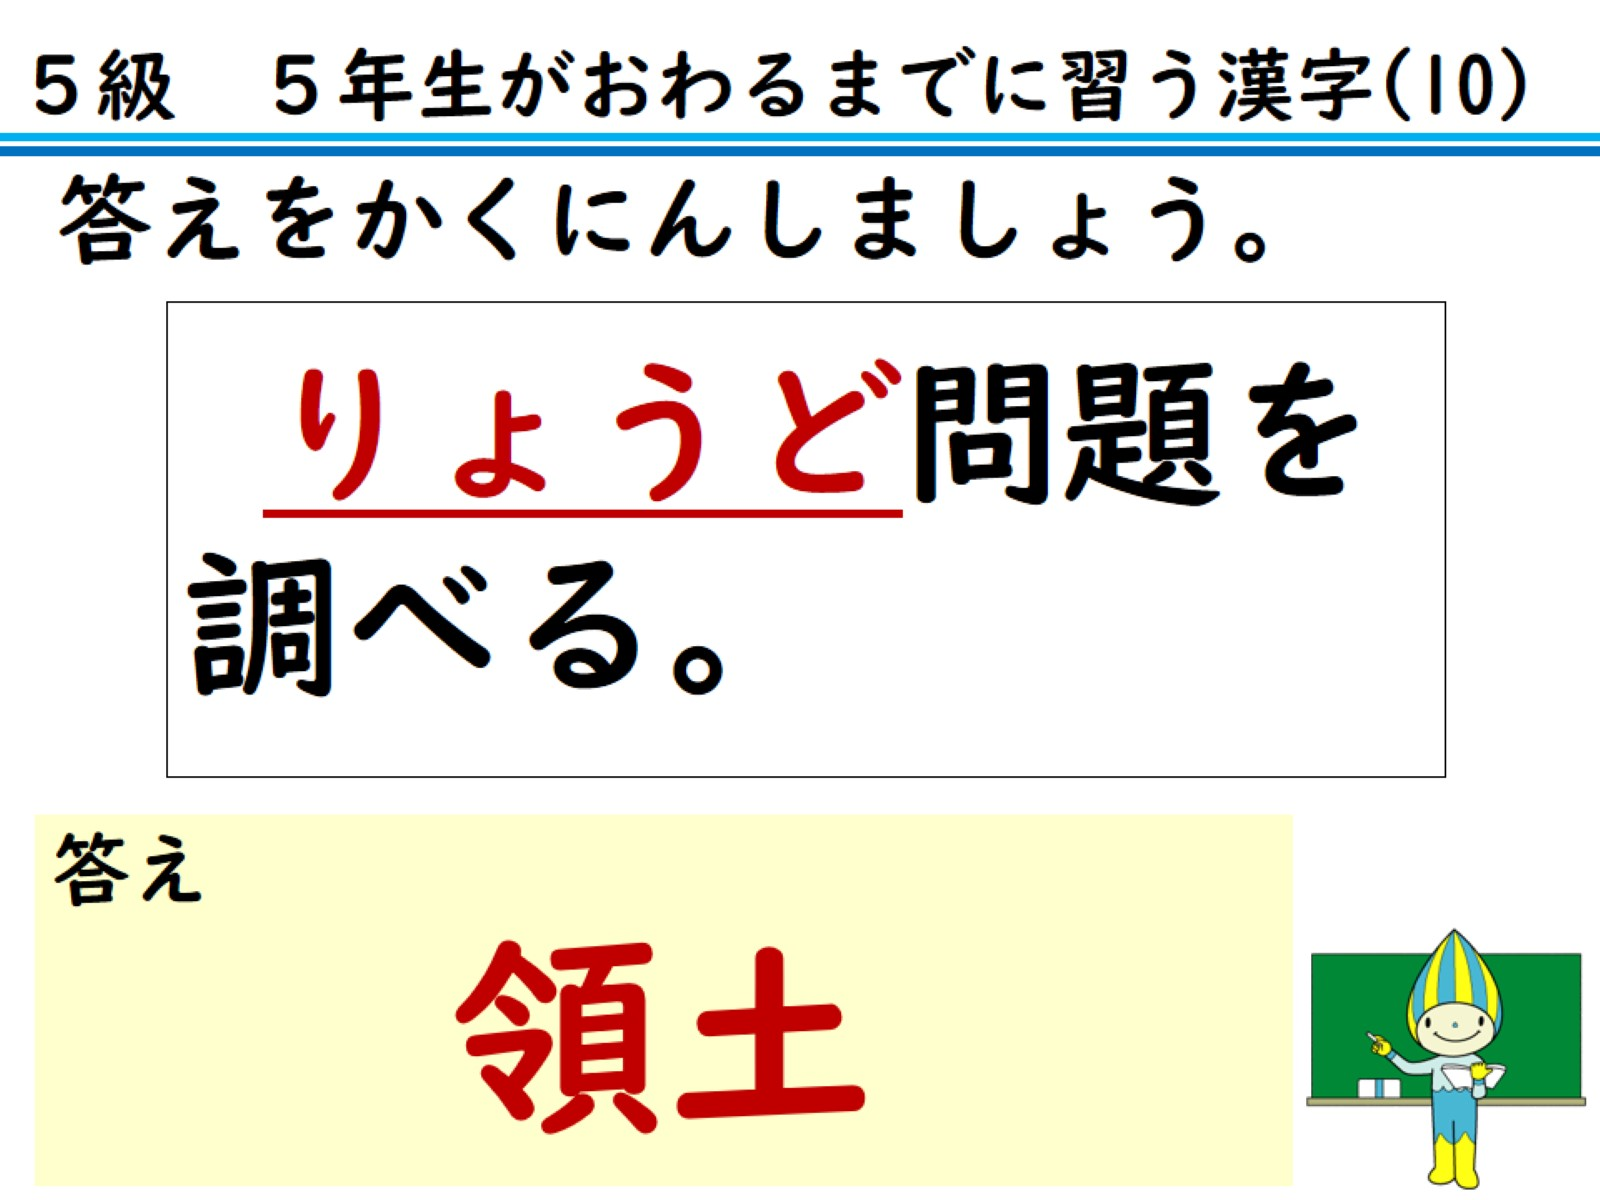 ５級　５年生がおわるまでに習う漢字(10)
答えをかくにんしましょう。
りょうど問題を
調べる。
答え
領土